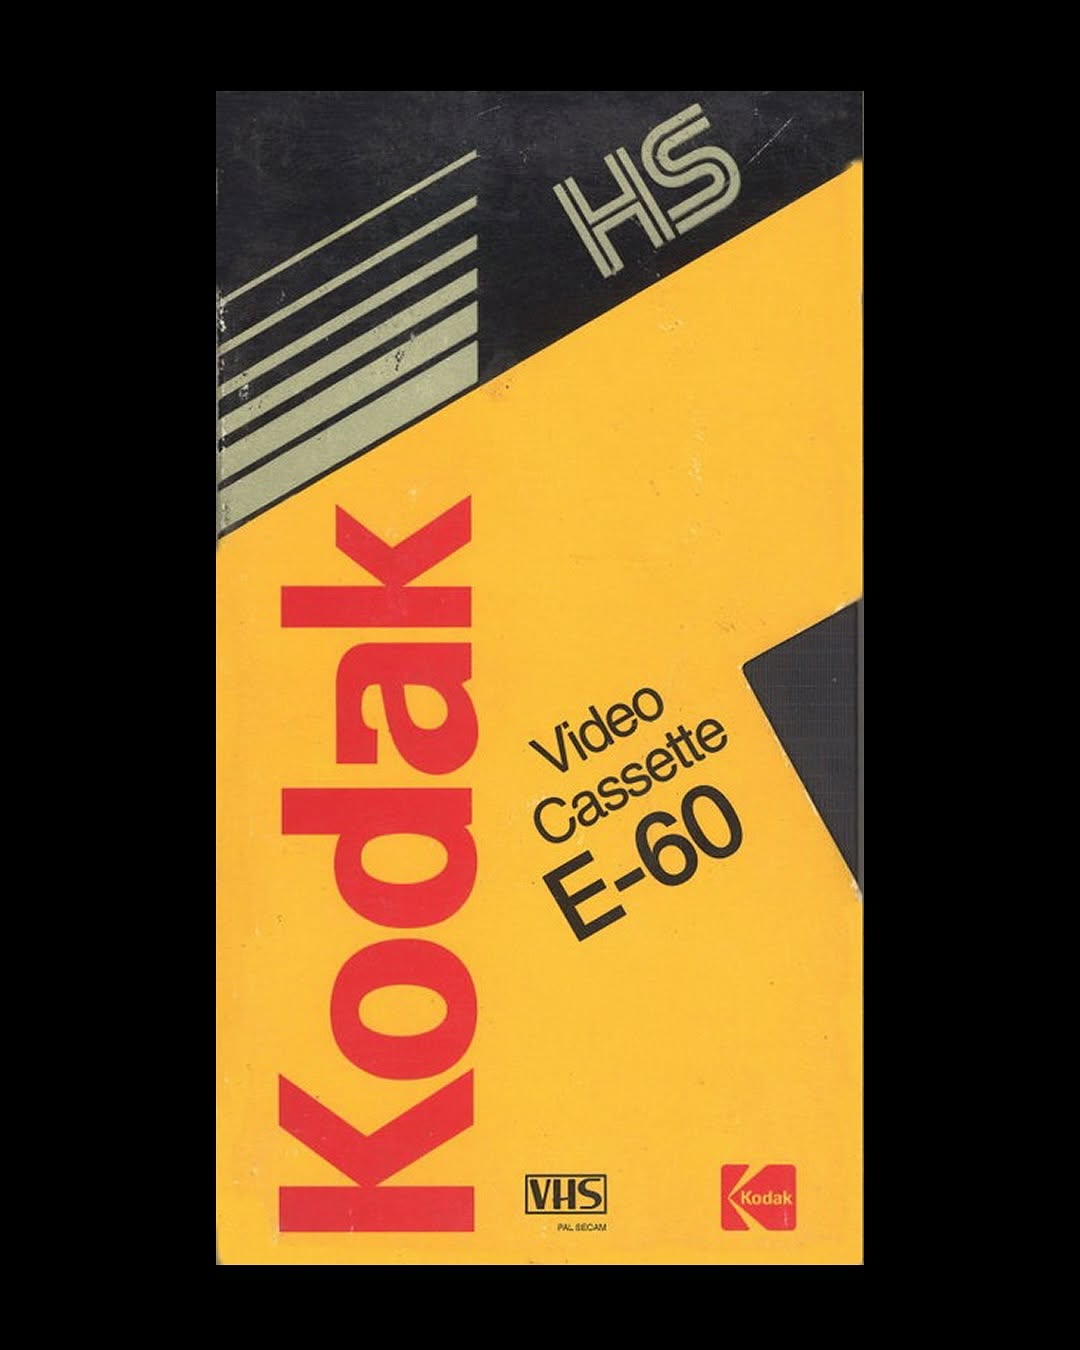 HS
Kodak
Video
Cassette
E-60
VHS
PAL SECAM
Kodak